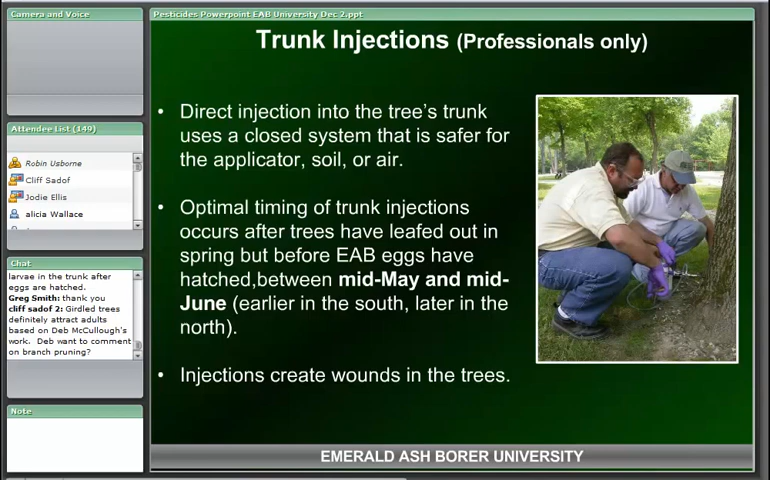 Camera and Voice
Attendee List (149)
Robin Usborne
Cliff Sadof
Jodie Ellis
alicia Wallace
Chat
larvae in the trunk after
eggs are hatched.
Greg Smith: thank you
cliff sadof 2: Girdled trees
definitely attract adults
based on Deb McCullough's
work. Deb want to comment
on branch pruning?
Note
Pesticides Powerpoint EAB University Dec 2.ppt
Trunk Injections (Professionals only)
• Direct injection into the tree's trunk
uses a closed system that is safer for
the applicator, soil, or air.
• Optimal timing of trunk injections
occurs after trees have leafed out in
spring but before EAB eggs have
hatched,between mid-May and mid-
June (earlier in the south, later in the
north).
• Injections create wounds in the trees.
EMERALD ASH BORER UNIVERSITY